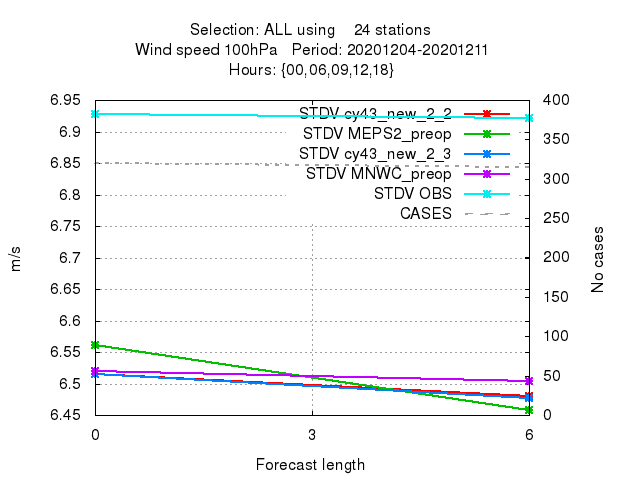 Selection: ALL using 24 stations
Wind speed 100hPa Period: 20201204-20201211
Hours: {00,06,09,12,18}
6.95
6.9
6.85
6.8
6.75
6.7
6.65
6.6
6.55
6.5
6.45
m/s
STDV cy43_new_2_2
STDV MEPS2_preop
STDV cy43_new_2_3
STDV MNWC_preop
STDV OBS
CASES
400
350
300
250
200
150
100
50
0
No cases
0 3 6
Forecast length